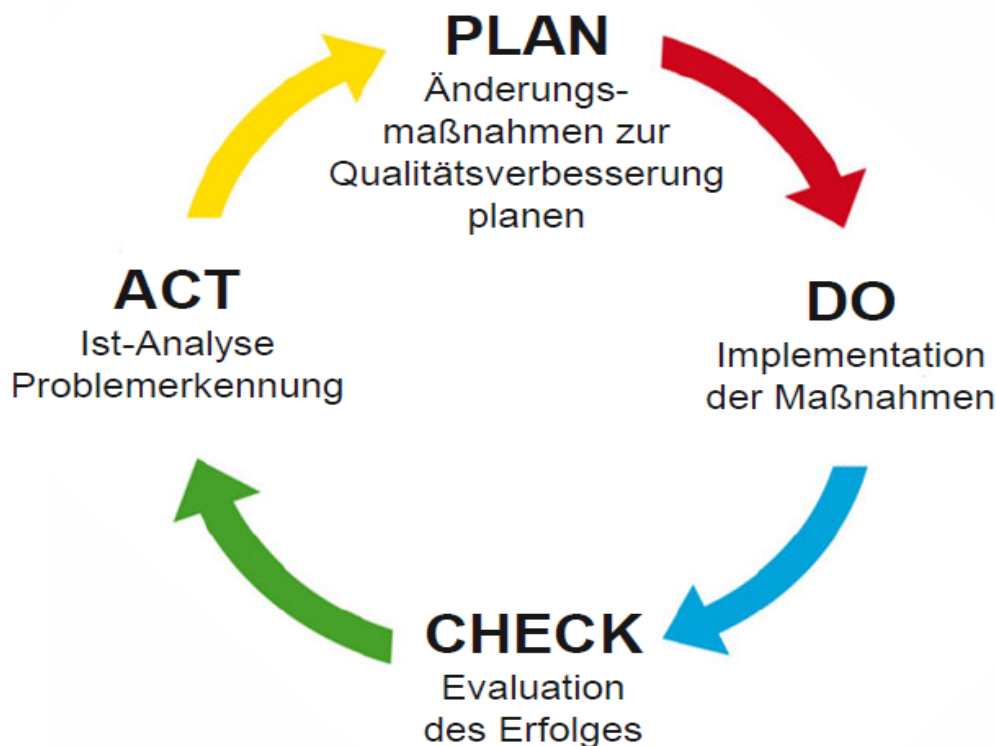 PLAN
Änderungs-
maßnahmen zur
Qualitätsverbesserung
planen
DO
Implementation
der Maßnahmen
CHECK
Evaluation
des Erfolges
ACT
Ist-Analyse
Problemerkennung